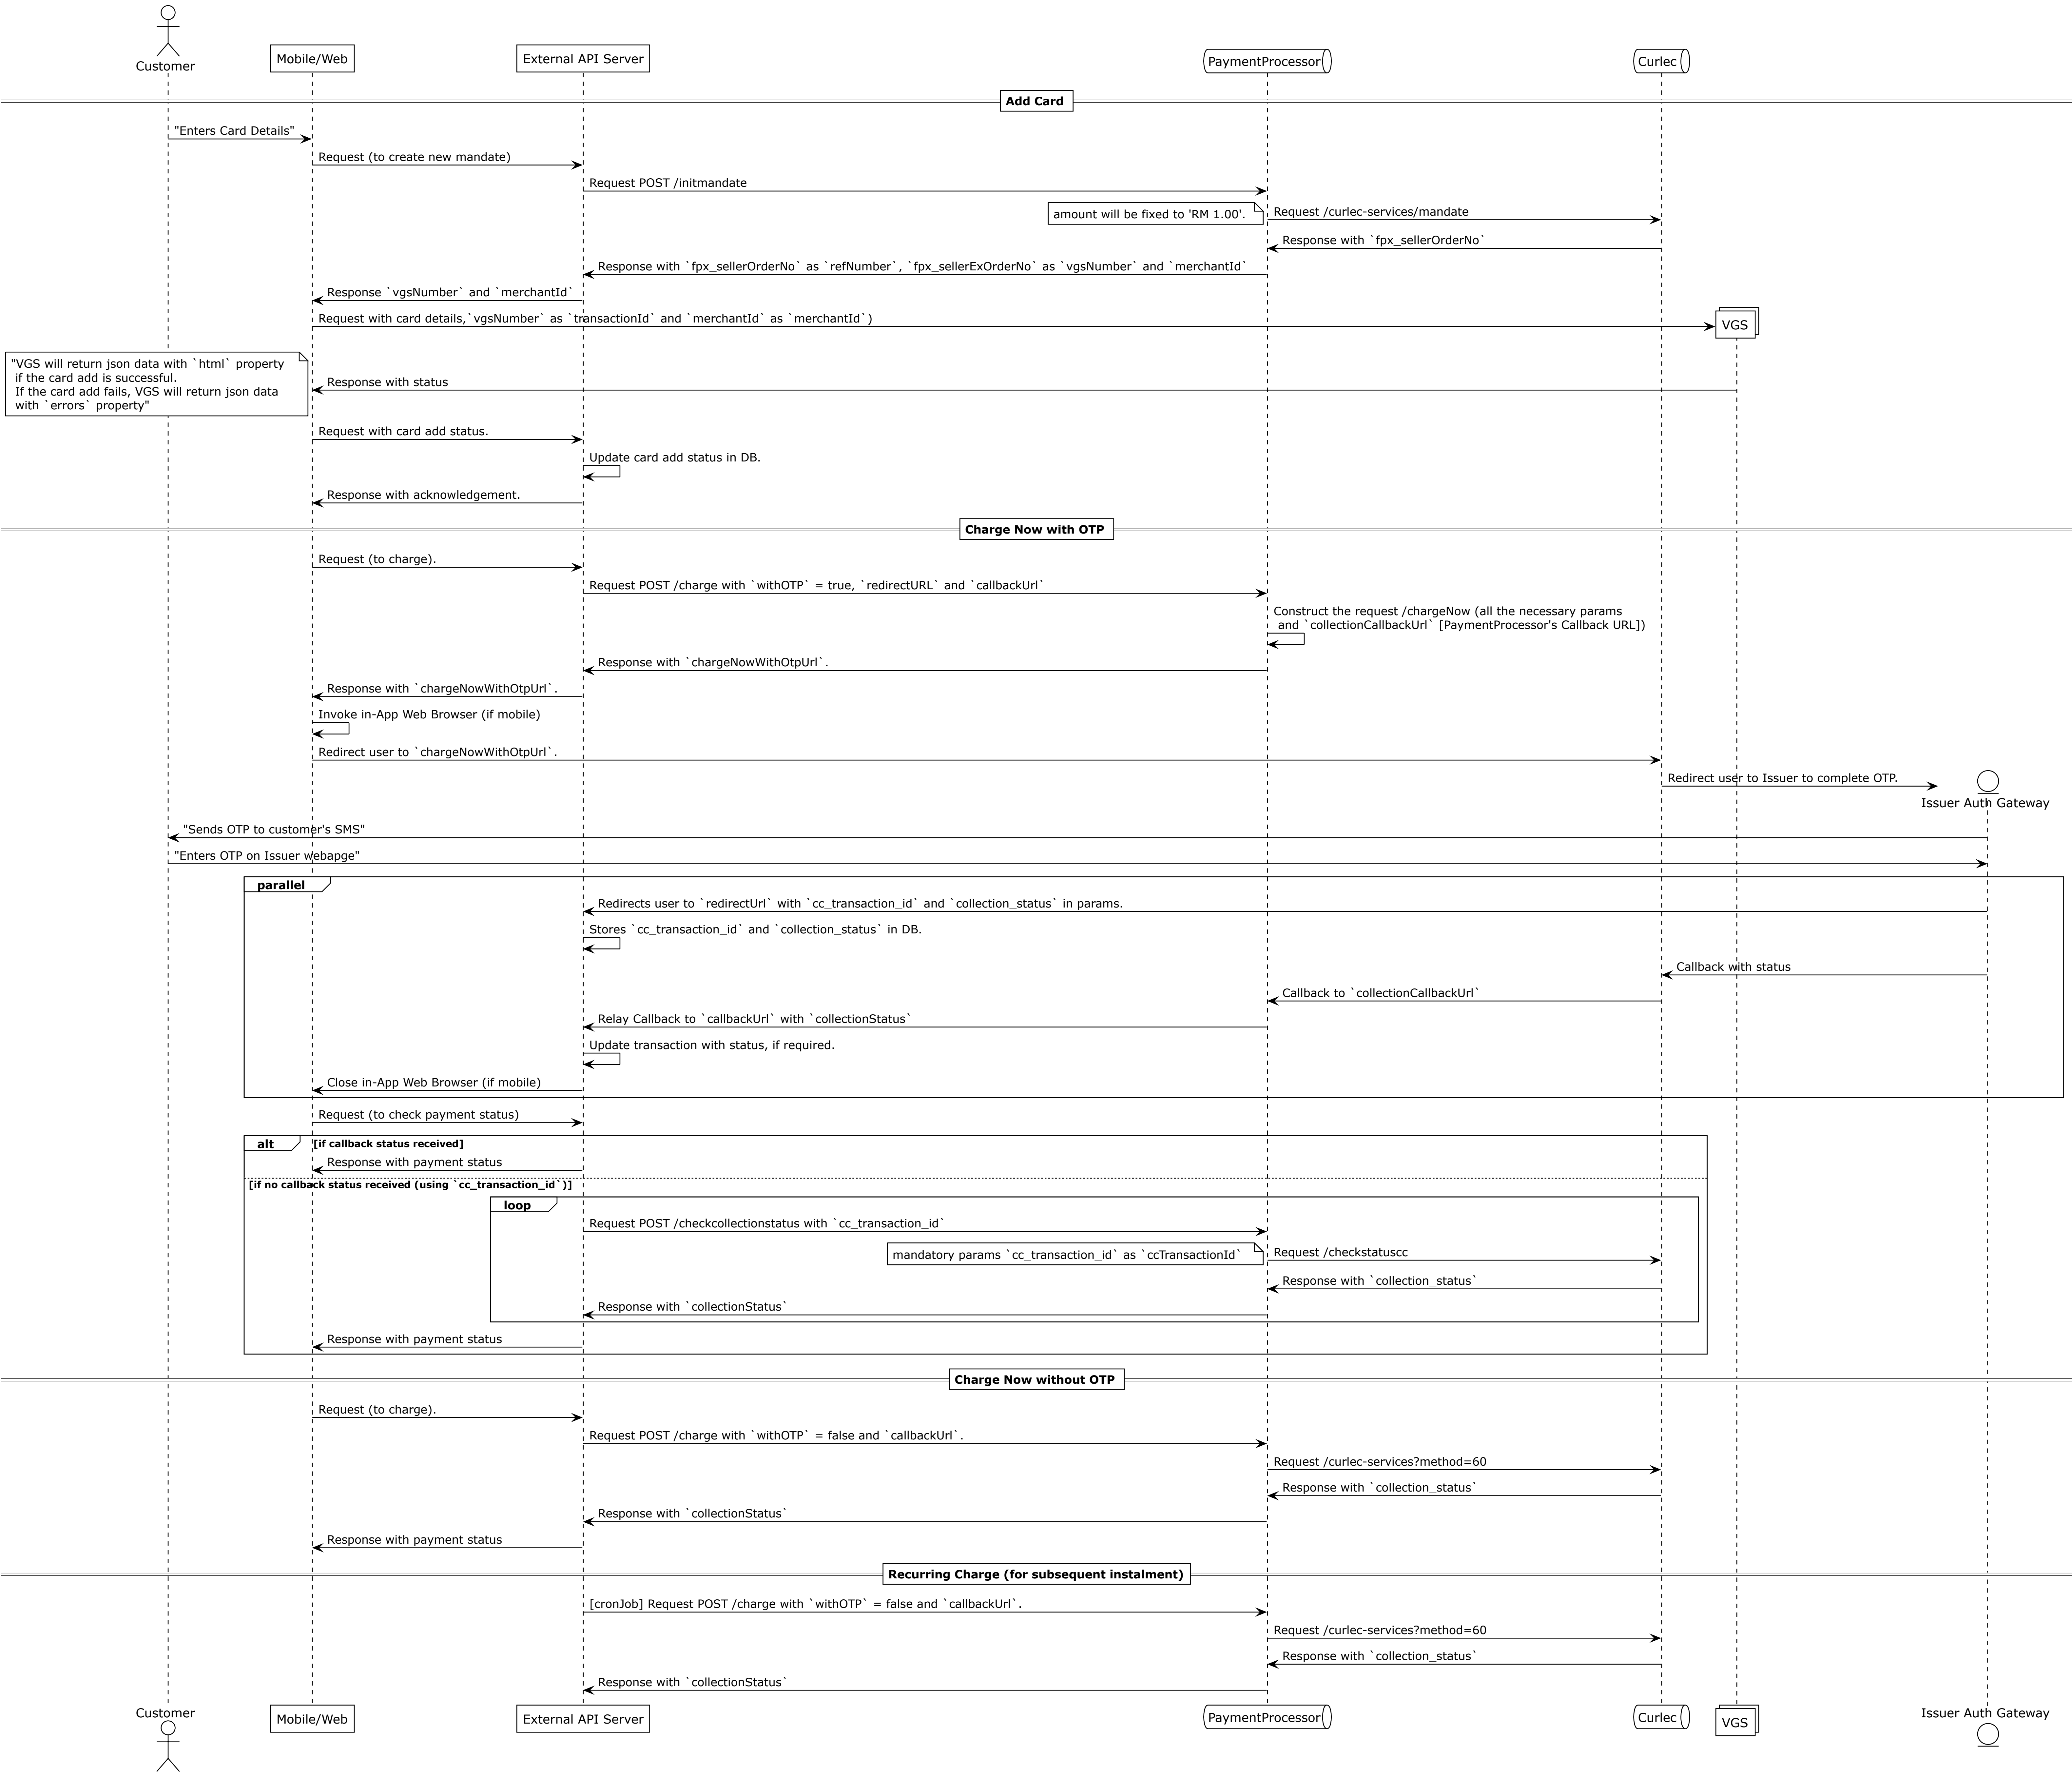 Customer
Mobile/Web
External API Server
PaymentProcessor
Curlec
Add Card
"Enters Card Details"
Request (to create new mandate)
Request POST /initmandate
amount will be fixed to 'RM 1.00'.
Request /curlec-services/mandate
Response with `fpx_sellerOrderNo`
Response with `fpx_sellerOrderNo` as `refNumber`, `fpx_sellerExOrderNo` as `vgsNumber` and `merchantId`
Response `vgsNumber` and `merchantId`
Request with card details,`vgsNumber` as `transactionId` and `merchantId` as `merchantId`)
VGS
"VGS will return json data with `html` property
if the card add is successful.
If the card add fails, VGS will return json data
with `errors` property"
Response with status
Request with card add status.
Update card add status in DB.
Response with acknowledgement.
Charge Now with OTP
Request (to charge).
Request POST /charge with `withOTP` = true, `redirectURL` and `callbackUrl`
Construct the request /chargeNow (all the necessary params
and `collectionCallbackUrl` [PaymentProcessor's Callback URL])
Response with `chargeNowWithOtpUrl`.
Response with `chargeNowWithOtpUrl`.
Invoke in-App Web Browser (if mobile)
Redirect user to `chargeNowWithOtpUrl`.
Redirect user to Issuer to complete OTP.
Issuer Auth Gateway
"Sends OTP to customer's SMS"
"Enters OTP on Issuer webapge"
parallel
Redirects user to `redirectUrl` with `cc_transaction_id` and `collection_status` in params.
Stores `cc_transaction_id` and `collection_status` in DB.
Callback with status
Callback to `collectionCallbackUrl`
Relay Callback to `callbackUrl` with `collectionStatus`
Update transaction with status, if required.
Close in-App Web Browser (if mobile)
Request (to check payment status)
alt [if callback status received]
Response with payment status
[if no callback status received (using `cc_transaction_id`)]
loop
Request POST /checkcollectionstatus with `cc_transaction_id`
mandatory params `cc_transaction_id` as `ccTransactionId`
Request /checkstatuscc
Response with `collection_status`
Response with `collectionStatus`
Response with payment status
Charge Now without OTP
Request (to charge).
Request POST /charge with `withOTP` = false and `callbackUrl`.
Request /curlec-services?method=60
Response with `collection_status`
Response with `collectionStatus`
Response with payment status
Recurring Charge (for subsequent instalment)
[cronJob] Request POST /charge with `withOTP` = false and `callbackUrl`.
Request /curlec-services?method=60
Response with `collection_status`
Response with `collectionStatus`
Customer
Mobile/Web
External API Server
PaymentProcessor
Curlec
VGS
Issuer Auth Gateway